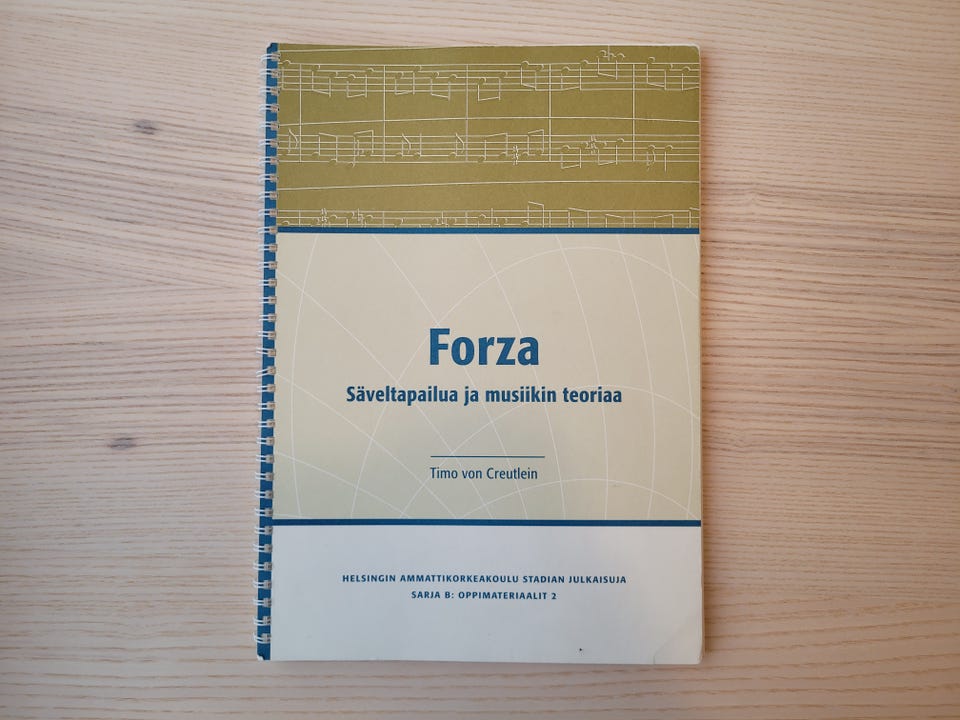 Forza
Säveltapailua ja musiikin teoriaa
Timo von Creutlein
HELSINGIN AMMATTIKORKEAKOULU STADIAN JULKAISUJA
SARJA B: OPPIMATERIAALIT 2